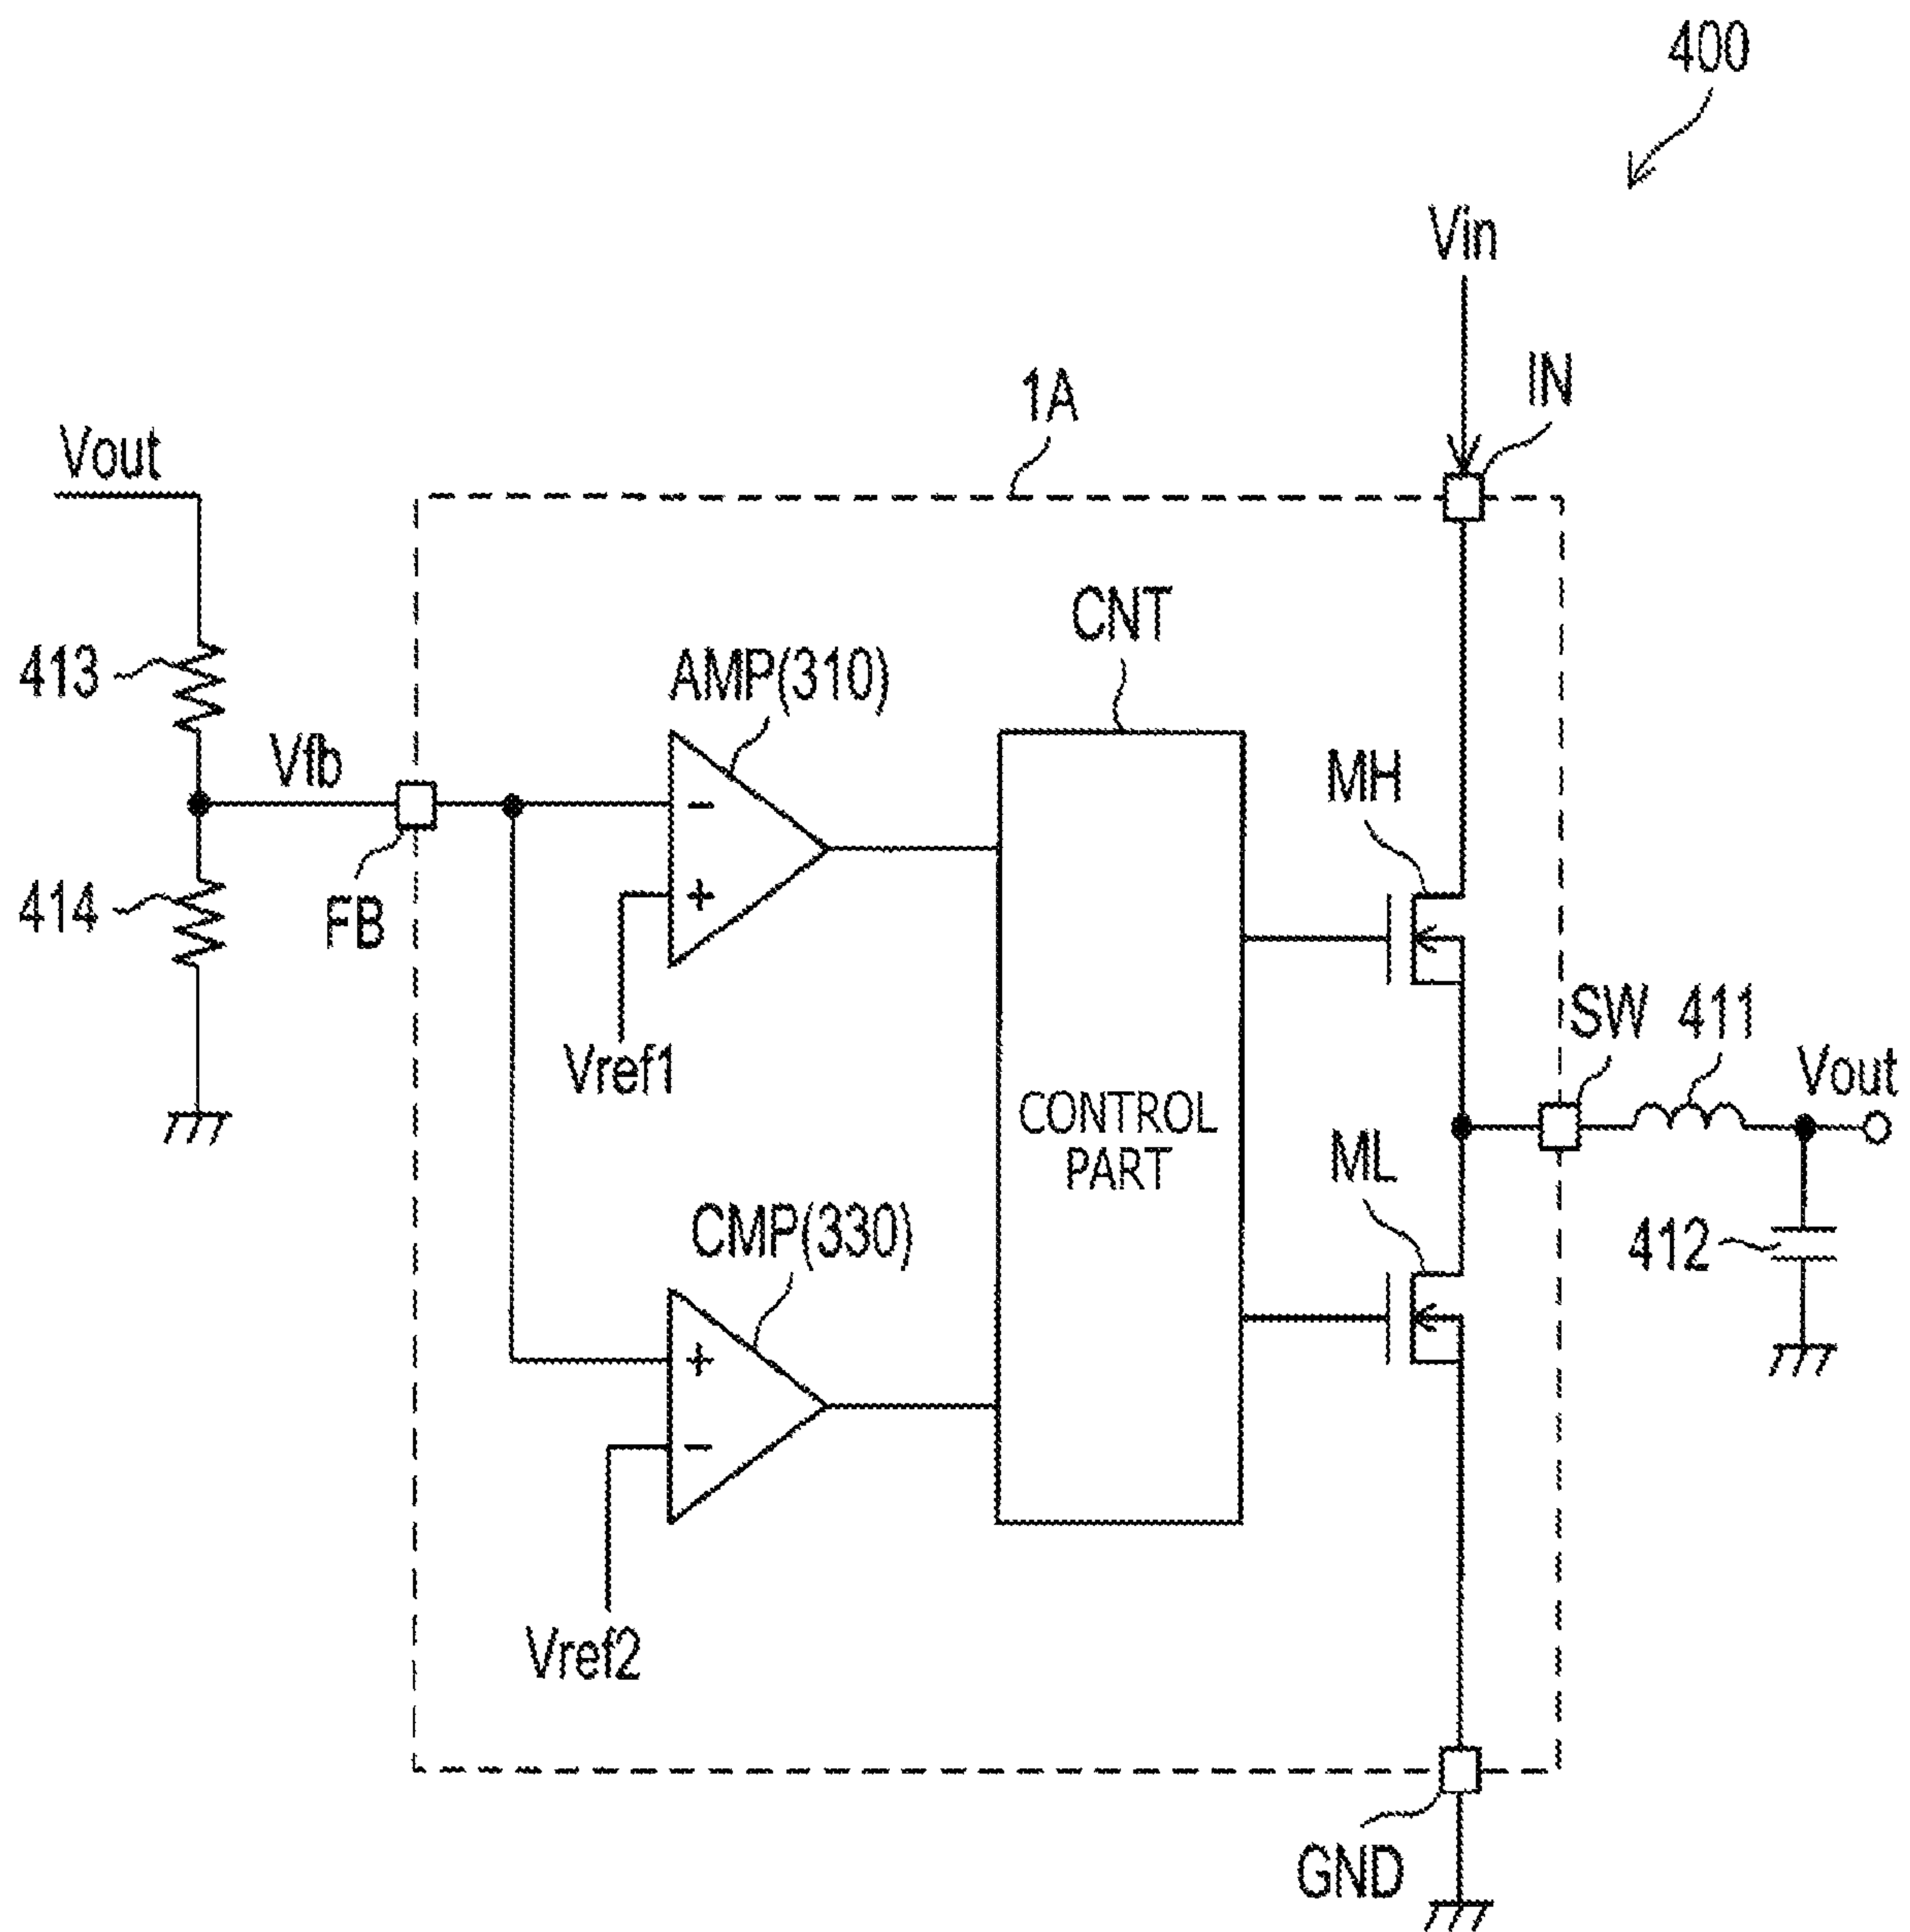 400
Vin
IN
1A
Vout
CNT
AMP(310)
413
Vfb
MH
414
FB
-
+
Vref1
SW 411
Vout
CONTROL
PART
ML
CMP(330)
412
+
-
Vref2
GND